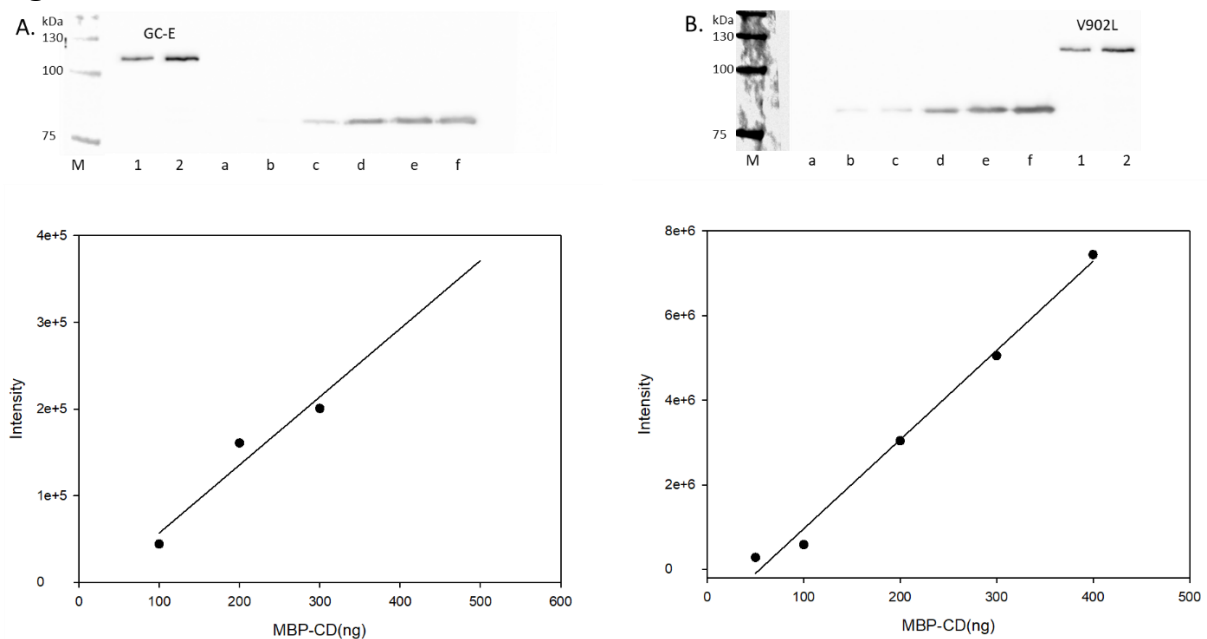 A.
kDa
130
100
75
GC-E
M 1 2 a b c d e f
B.
kDa
130
100
75
V902L
M a b c d e f 1 2
4e+5
3e+5
2e+5
1e+5
0
Intensity
0 100 200 300 400 500 600
MBP-CD(ng)
8e+6
6e+6
4e+6
2e+6
0
Intensity
0 100 200 300 400 500
MBP-CD(ng)